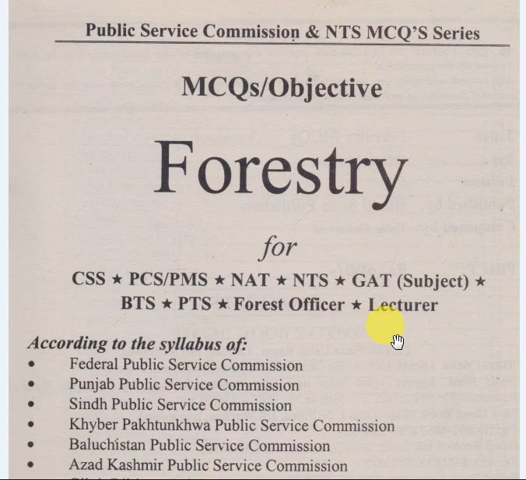 Public Service Commission & NTS MCQ'S Series
MCQs/Objective
Forestry
for
CSS ★ PCS/PMS ★ NAT ★ NTS ★ GAT (Subject) ★
BTS ★ PTS ★ Forest Officer ★ Lecturer
According to the syllabus of:
• Federal Public Service Commission
• Punjab Public Service Commission
• Sindh Public Service Commission
• Khyber Pakhtunkhwa Public Service Commission
• Baluchistan Public Service Commission
• Azad Kashmir Public Service Commission